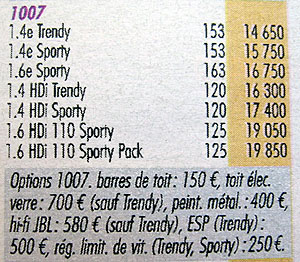 1007
1.4e Trendy 153 14 650
1.4e Sporty 153 15 750
1.6e Sporty 163 16 750
1.4 HDi Trendy 120 16 300
1.4 HDi Sporty 120 17 400
1.6 HDi 110 Sporty 125 19 050
1.6 HDi 110 Sporty Pack 125 19 850
Options 1007. barres de toit : 150 €, toit élec.
verre : 700 € (sauf Trendy), peint. métal. : 400 €,
hi-fi JBL : 580 € (sauf Trendy), ESP (Trendy) :
500 €, rég. limit. de vit. (Trendy, Sporty) : 250 €.